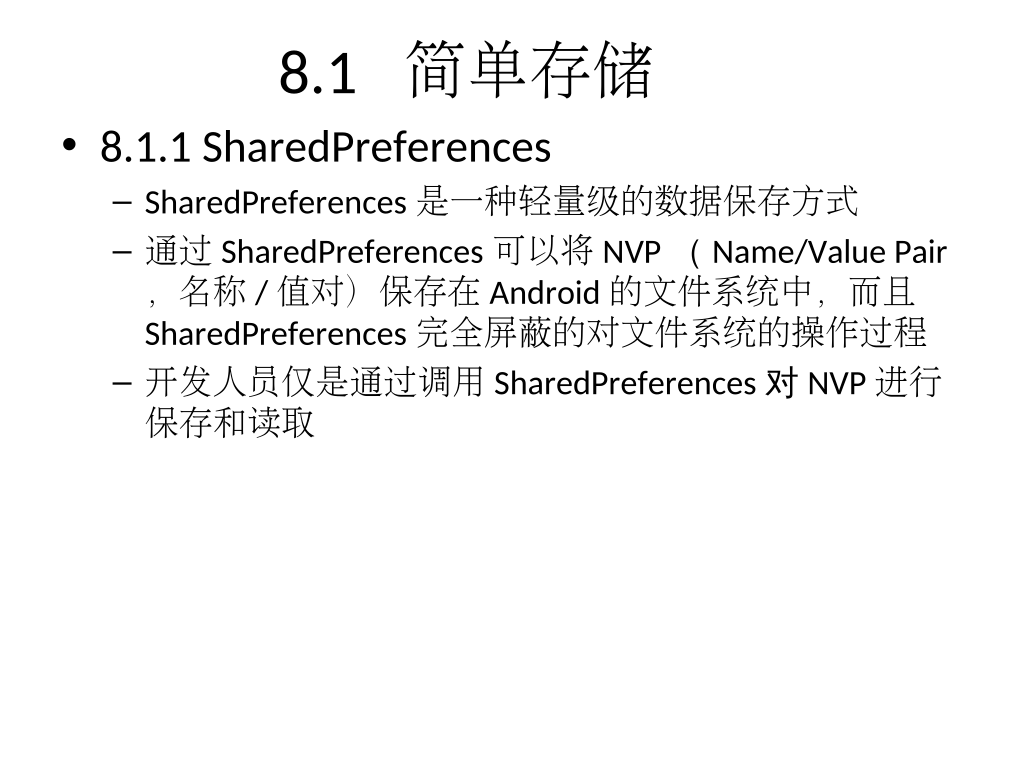 8.1 简单存储
• 8.1.1 SharedPreferences
– SharedPreferences 是一种轻量级的数据保存方式
– 通过 SharedPreferences 可以将 NVP （ Name/Value Pair
，名称 / 值对）保存在 Android 的文件系统中，而且
SharedPreferences 完全屏蔽的对文件系统的操作过程
– 开发人员仅是通过调用 SharedPreferences 对 NVP 进行
保存和读取